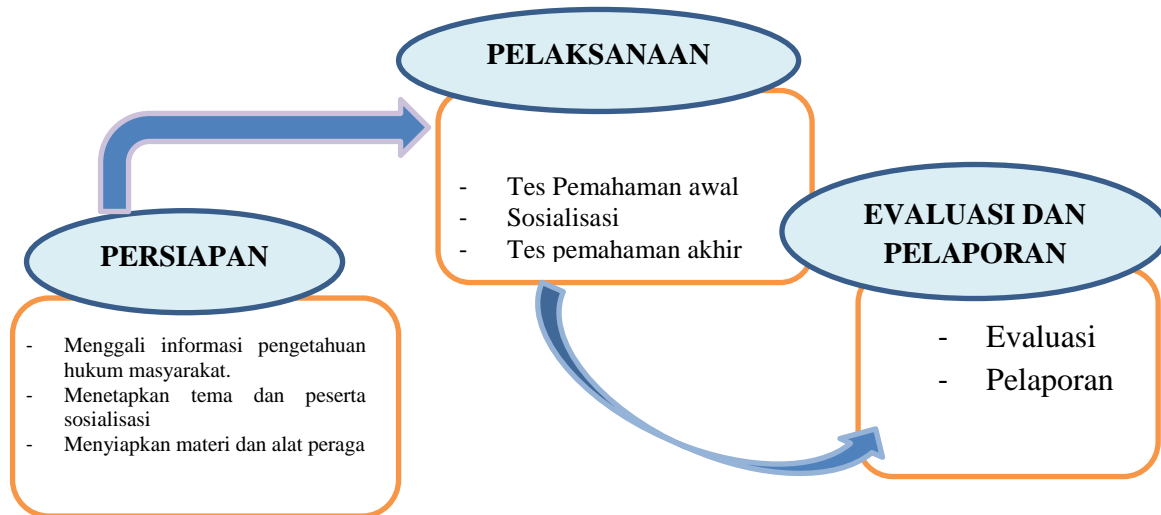 PERSIAPAN
- Menggali informasi pengetahuan
hukum masyarakat.
- Menetapkan tema dan peserta
sosialisasi
- Menyiapkan materi dan alat peraga
PELAKSANAAN
- Tes Pemahaman awal
- Sosialisasi
- Tes pemahaman akhir
EVALUASI DAN
PELAPORAN
- Evaluasi
- Pelaporan